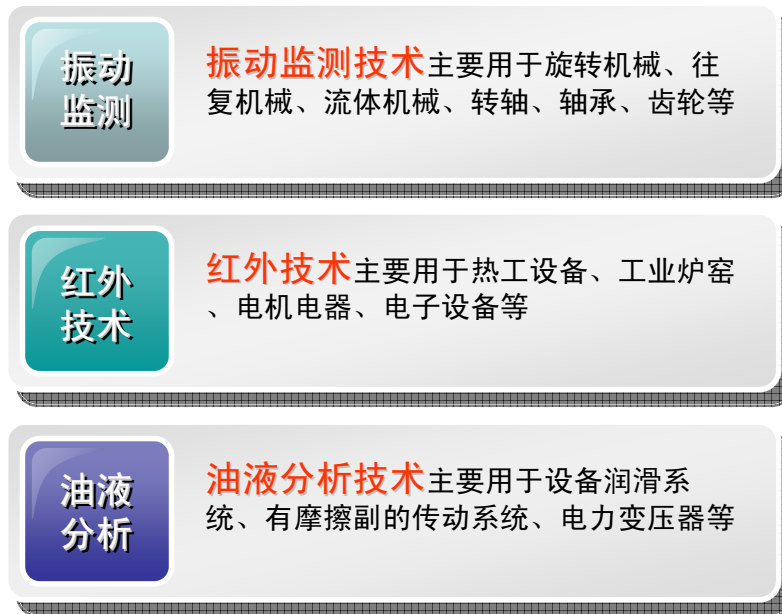 振动
监测
振动监测技术主要用于旋转机械、往
复机械、流体机械、转轴、轴承、齿轮等
红外
技术
红外技术主要用于热工设备、工业炉窑
、电机电器、电子设备等
油液
分析
油液分析技术主要用于设备润滑系
统、有摩擦副的传动系统、电力变压器等